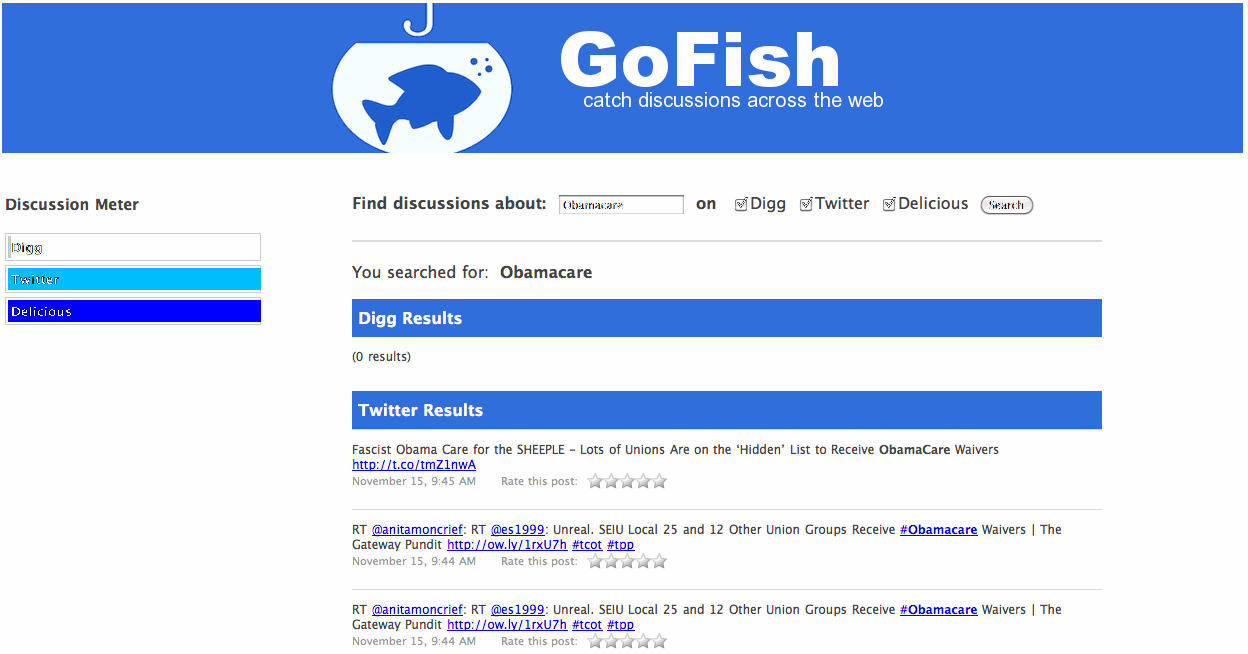 GoFish
catch discussions across the web
Discussion Meter
Digg
Twitter
Delicious
Find discussions about: Obamacare on Digg Twitter Delicious Search
You searched for: Obamacare
Digg Results
(0 results)
Twitter Results
Fascist Obama Care for the SHEEPLE – Lots of Unions Are on the ‘Hidden’ List to Receive ObamaCare Waivers
http://t.co/tmZ1nwA
November 15, 9:45 AM Rate this post:
RT @anitamoncrief: RT @es1999: Unreal. SEIU Local 25 and 12 Other Union Groups Receive #Obamacare Waivers | The
Gateway Pundit http://ow.ly/1rxU7h #tcot #tpp
November 15, 9:44 AM Rate this post:
RT @anitamoncrief: RT @es1999: Unreal. SEIU Local 25 and 12 Other Union Groups Receive #Obamacare Waivers | The
Gateway Pundit http://ow.ly/1rxU7h #tcot #tpp
November 15, 9:44 AM Rate this post: